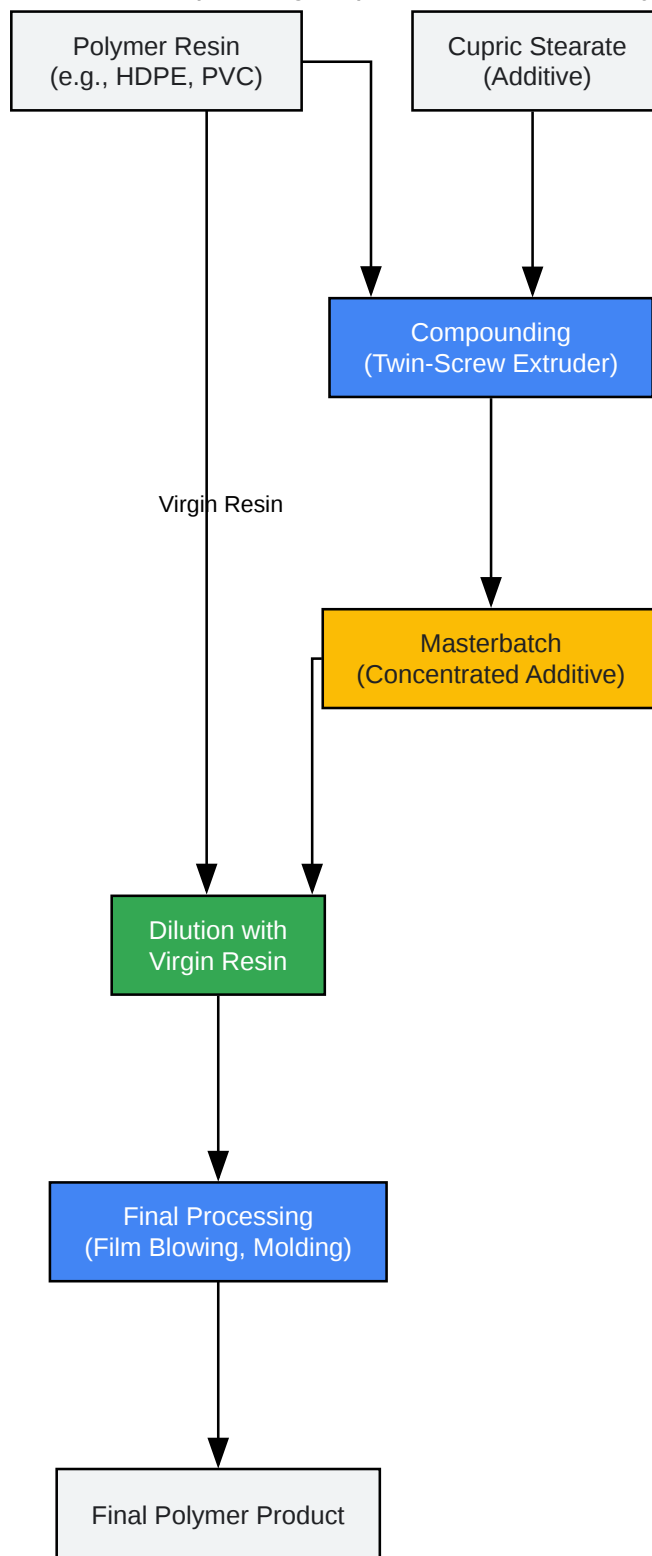 Polymer Resin
(e.g., HDPE, PVC)
Cupric Stearate
(Additive)
Compounding
(Twin-Screw Extruder)
Virgin Resin
Masterbatch
(Concentrated Additive)
Dilution with
Virgin Resin
Final Processing
(Film Blowing, Molding)
Final Polymer Product